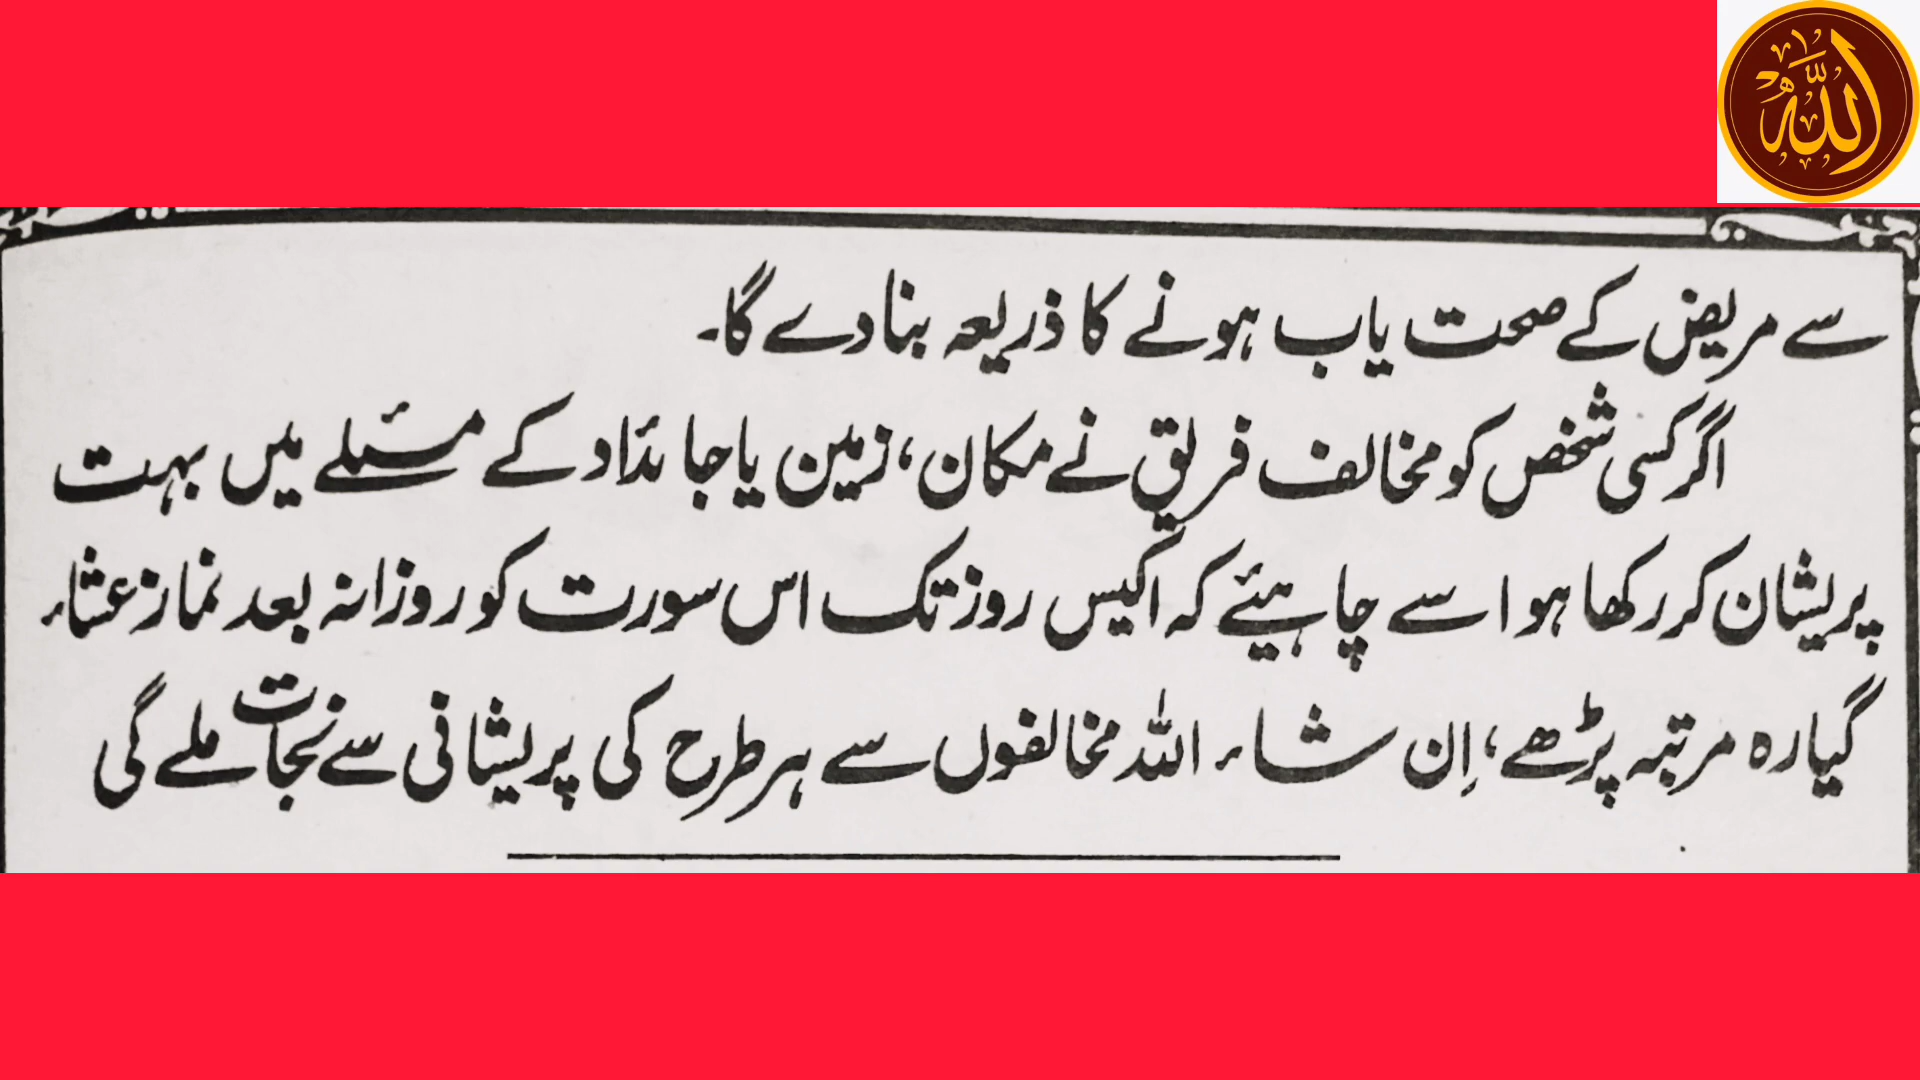 الله
سے مریض کے صحت یاب ہونے کا ذریعہ بنا دے گا۔
اگر کسی شخص کو مخالف فریق نے مکان، زمین یا جائداد کے مسئلے میں بہت
پریشان کر رکھا ہو اسے چاہیئے کہ اکیس روز تک اس سورت کو روزانہ بعد نماز عشاء
گیارہ مرتبہ پڑھے، اِن شاء اللہ مخالفوں سے ہر طرح کی پریشانی سے نجات ملے گی